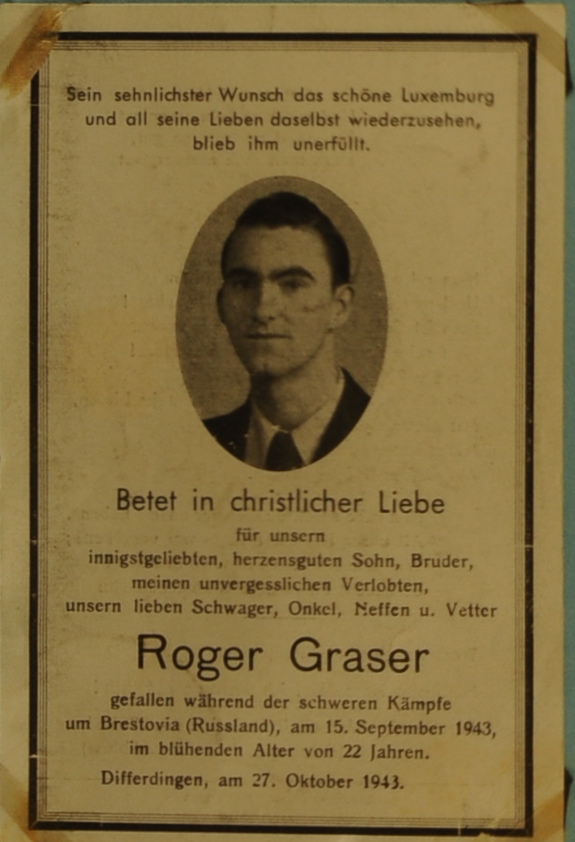 Sein sehnlichster Wunsch das schöne Luxemburg
und all seine Lieben daselbst wiederzusehen,
blieb ihm unerfüllt.
Betet in christlicher Liebe
für unsern
innigstgeliebten, herzensguten Sohn, Bruder,
meinen unvergesslichen Verlobten,
unsern lieben Schwager, Onkel, Neffen u. Vetter
Roger Graser
gefallen während der schweren Kämpfe
um Brestovia (Russland), am 15. September 1943,
im blühenden Alter von 22 Jahren.
Differdingen, am 27. Oktober 1943.